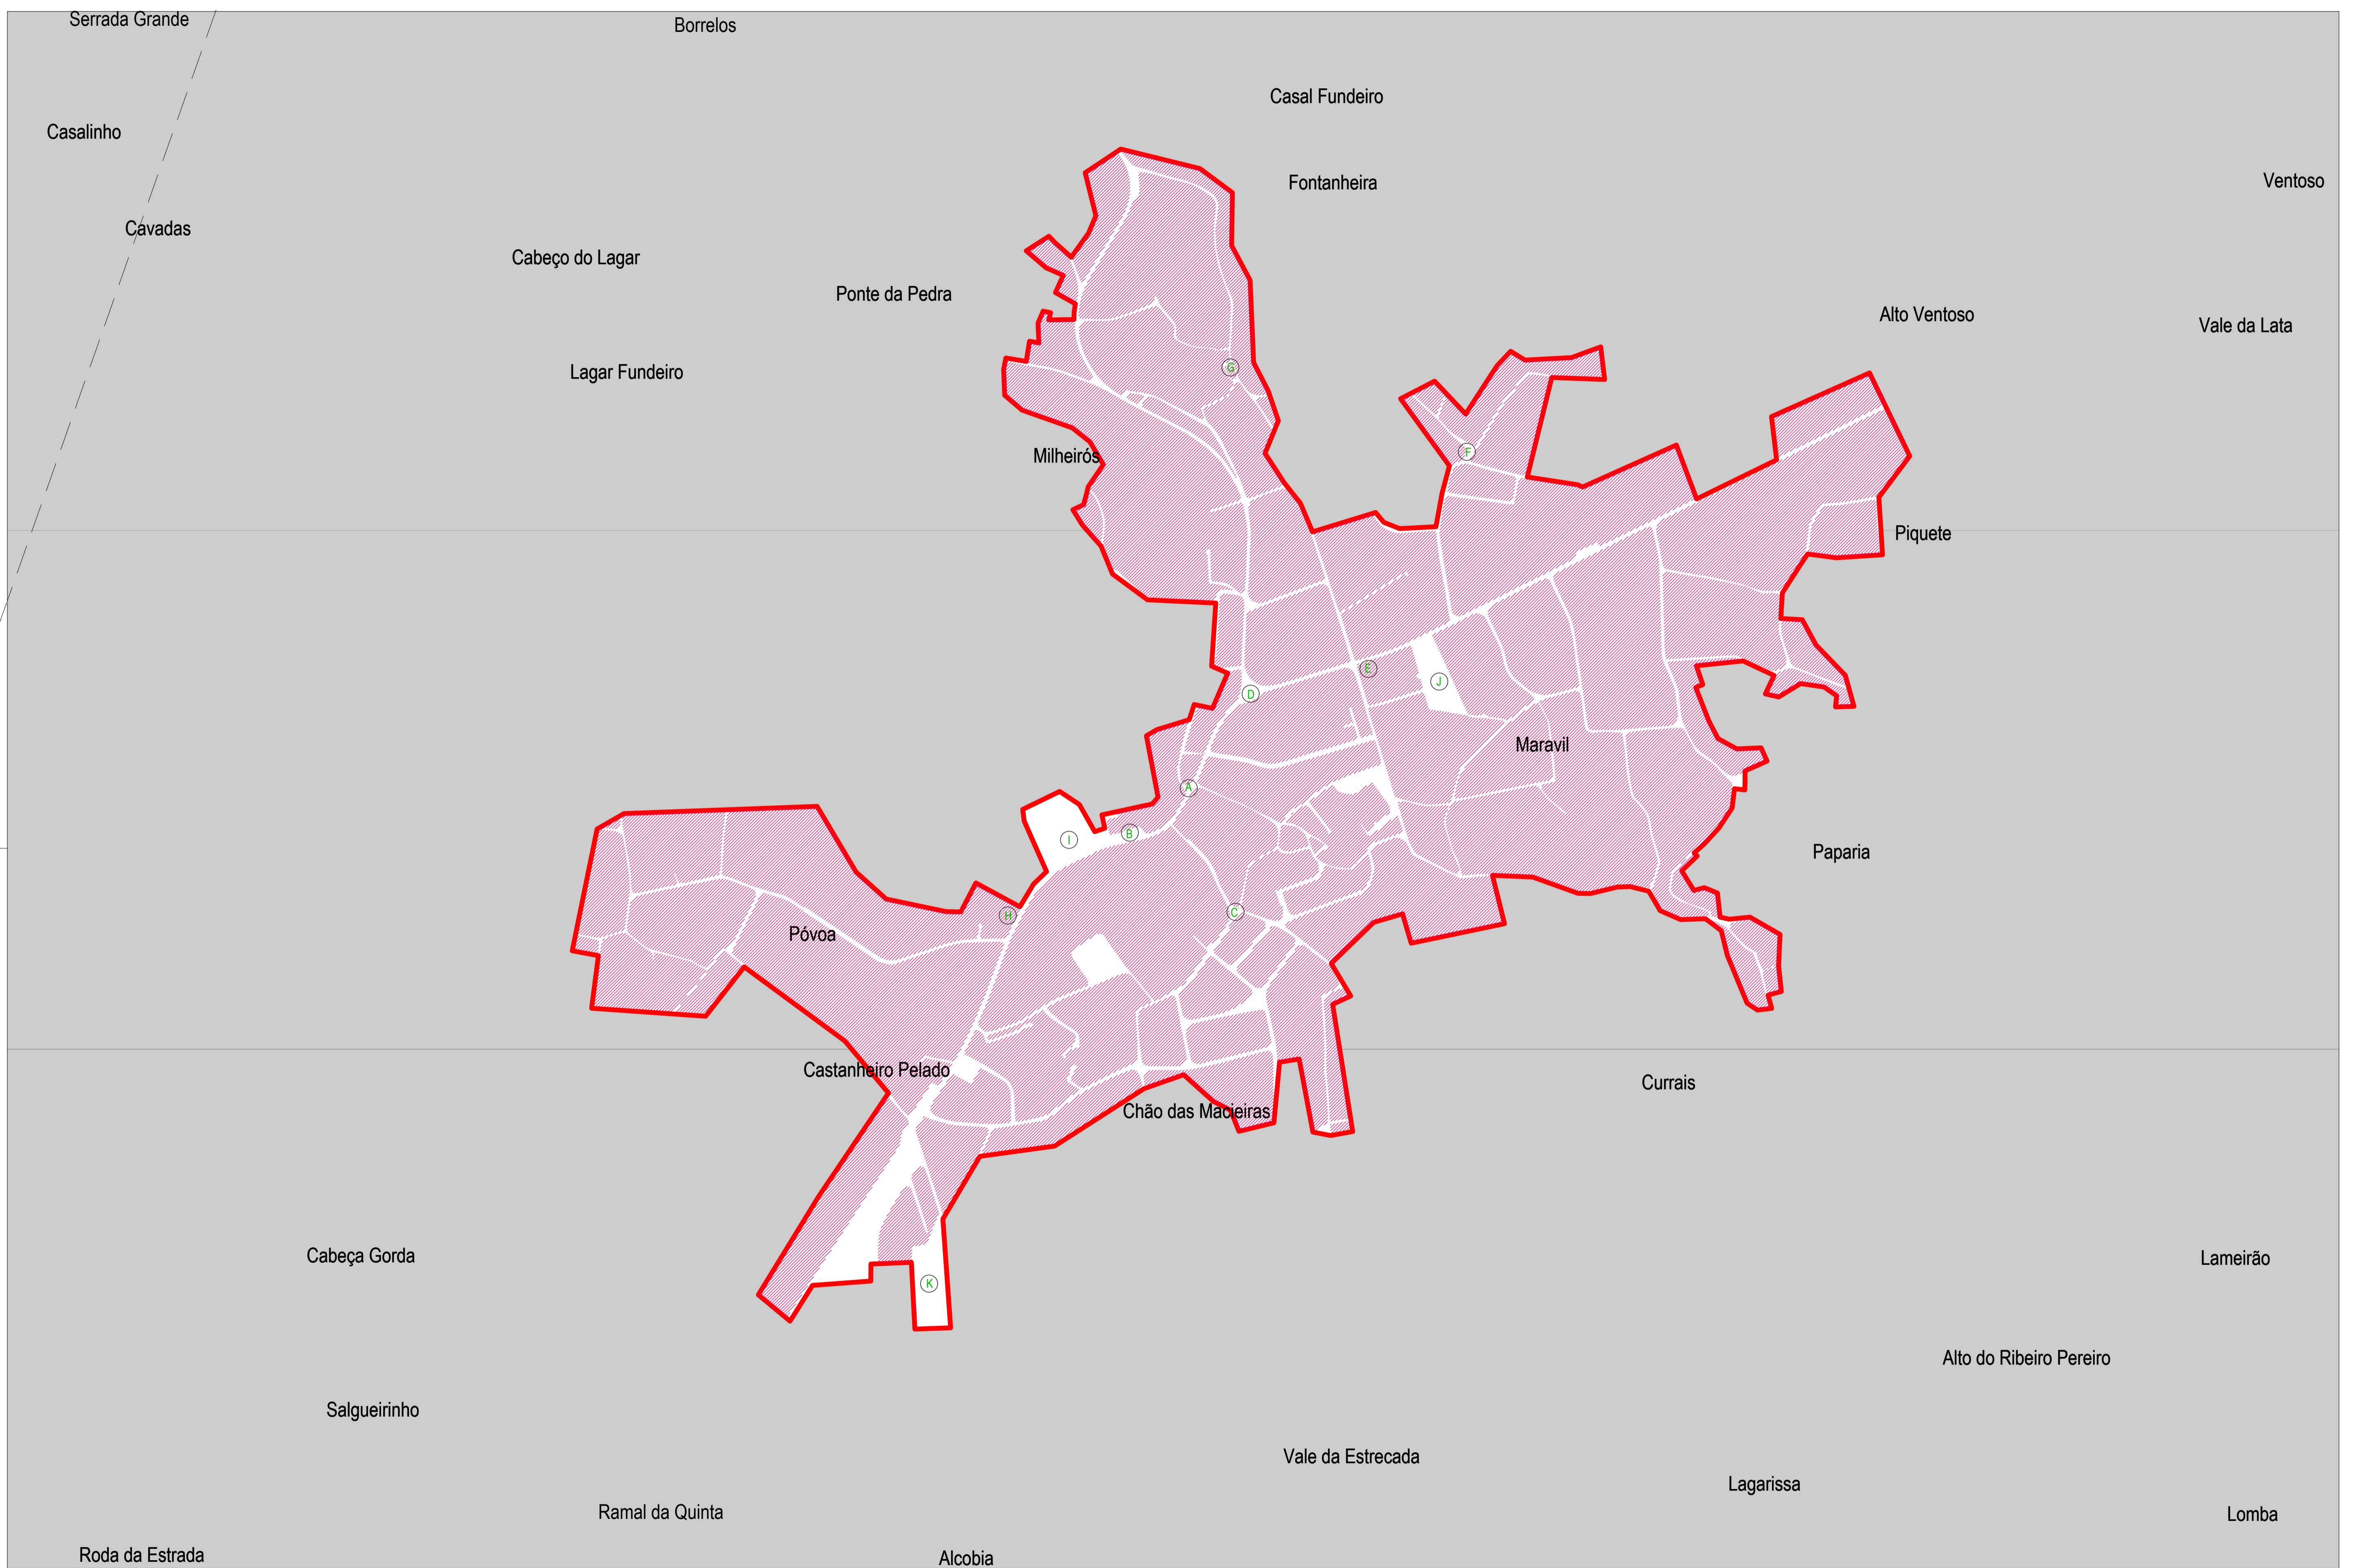 Serrada Grande
Borrelos
Casal Fundeiro
Casalinho
Fontanheira
Ventoso
Cavadas
Cabeço do Lagar
Ponte da Pedra
Alto Ventoso
Vale da Lata
Lagar Fundeiro
G
F
Milheirós
Piquete
E
J
D
Maravil
A
B
I
Paparia
C
H
Póvoa
Castanheiro Pelado
Currais
Chão das Macieiras
Cabeça Gorda
Lameirão
K
Alto do Ribeiro Pereiro
Salgueirinho
Vale da Estrecada
Lagarissa
Ramal da Quinta
Lomba
Roda da Estrada
Alcobia